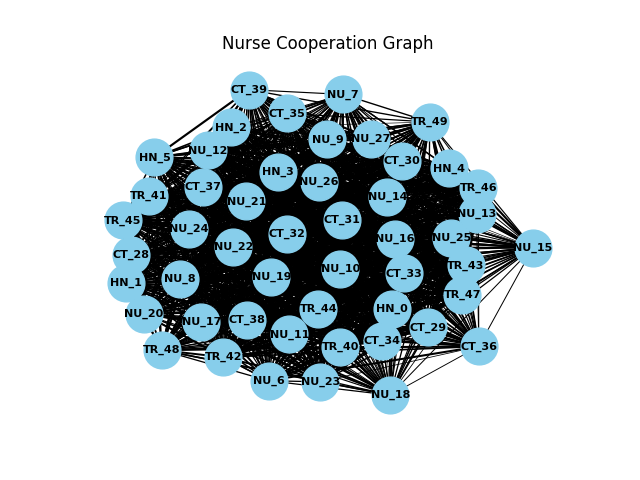 Nurse Cooperation Graph
CT_39
NU_7
CT_35
TR_49
HN_2
NU_9
NU_27
NU_12
HN_5
CT_30
HN_4
HN_3
NU_26
CT_37
TR_46
TR_41
NU_14
NU_21
NU_13
TR_45
CT_31
NU_24
CT_32
NU_16
NU_25
NU_22
NU_15
CT_28
TR_43
NU_10
CT_33
NU_19
NU_8
HN_1
TR_47
TR_44
HN_0
NU_20
CT_38
NU_17
CT_29
NU_11
CT_34
TR_40
CT_36
TR_48
TR_42
NU_6
NU_23
NU_18